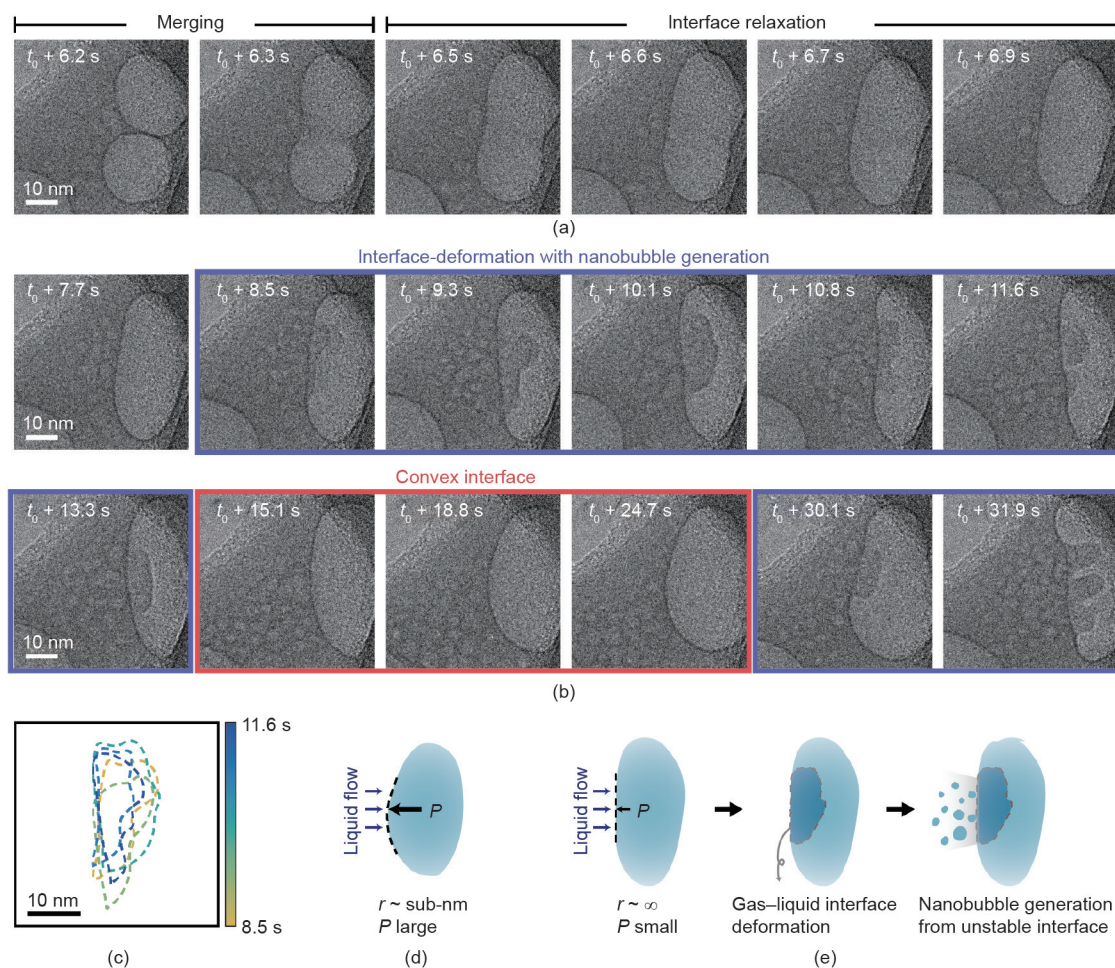 Merging
Interface relaxation
t0 + 6.2 s
t0 + 6.3 s
t0 + 6.5 s
t0 + 6.6 s
t0 + 6.7 s
t0 + 6.9 s
10 nm
(a)
Interface-deformation with nanobubble generation
t0 + 7.7 s
t0 + 8.5 s
t0 + 9.3 s
t0 + 10.1 s
t0 + 10.8 s
t0 + 11.6 s
10 nm
Convex interface
t0 + 13.3 s
t0 + 15.1 s
t0 + 18.8 s
t0 + 24.7 s
t0 + 30.1 s
t0 + 31.9 s
10 nm
(b)
11.6 s
8.5 s
10 nm
(c)
Liquid flow
P
r ~ sub-nm
P large
(d)
Liquid flow
P
r ~ ∞
P small
Gas–liquid interface
deformation
Nanobubble generation
from unstable interface
(e)